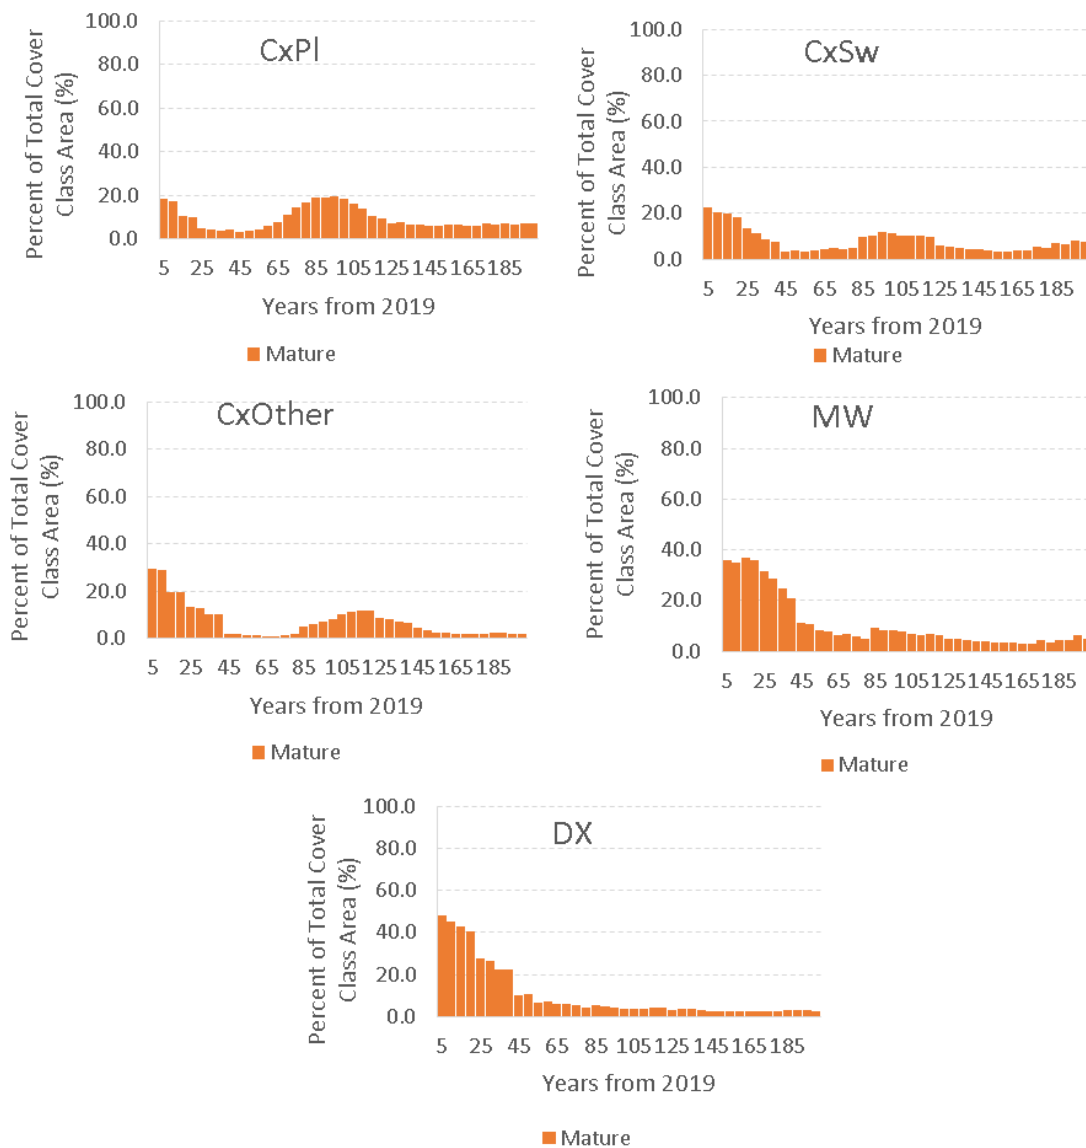 CxPl
Percent of Total Cover
Class Area (%)
100.0
80.0
60.0
40.0
20.0
0.0
5 25 45 65 85 105 125 145 165 185
Years from 2019
Mature
CxSw
Percent of Total Cover
Class Area (%)
100.0
80.0
60.0
40.0
20.0
0.0
5 25 45 65 85 105 125 145 165 185
Years from 2019
Mature
CxOther
Percent of Total Cover
Class Area (%)
100.0
80.0
60.0
40.0
20.0
0.0
5 25 45 65 85 105 125 145 165 185
Years from 2019
Mature
MW
Percent of Total Cover
Class Area (%)
100.0
80.0
60.0
40.0
20.0
0.0
5 25 45 65 85 105 125 145 165 185
Years from 2019
Mature
DX
Percent of Total Cover
Class Area (%)
100.0
80.0
60.0
40.0
20.0
0.0
5 25 45 65 85 105 125 145 165 185
Years from 2019
Mature